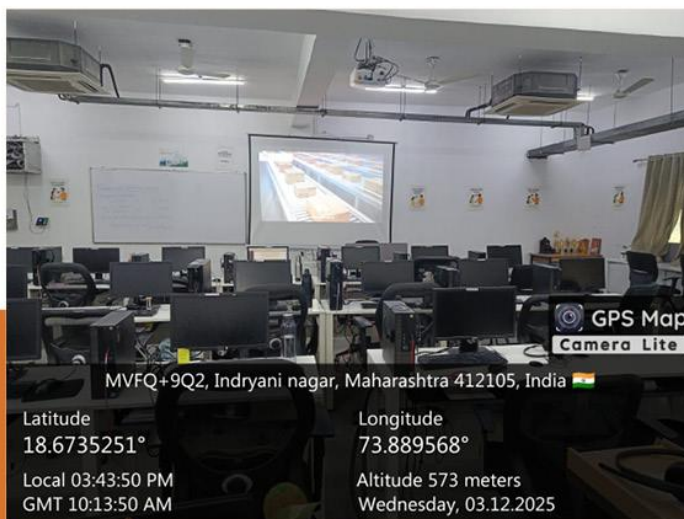 GPS Map
Camera Lite
MVFQ+9Q2, Indryani nagar, Maharashtra 412105, India
Latitude
18.6735251°
Longitude
73.889568°
Local 03:43:50 PM
GMT 10:13:50 AM
Altitude 573 meters
Wednesday, 03.12.2025